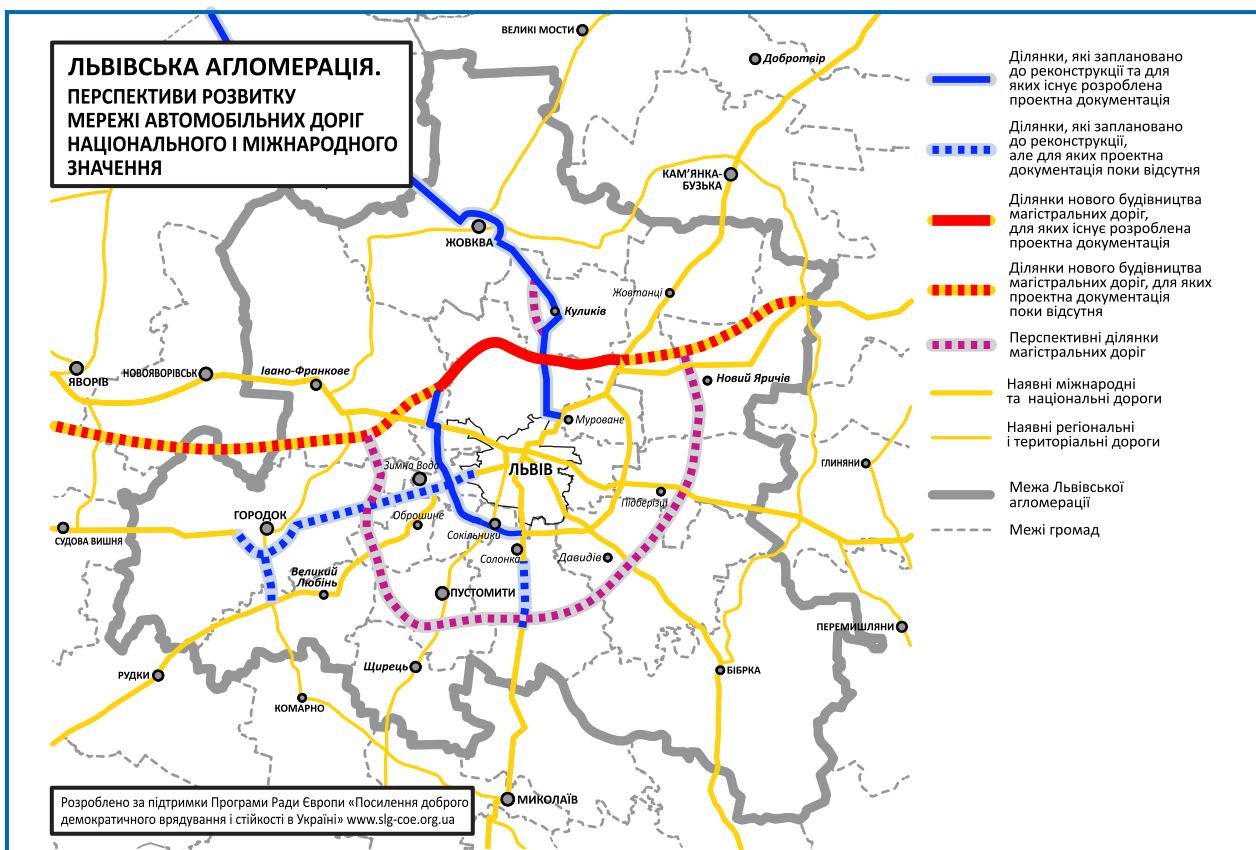 ЛЬВІВСЬКА АГЛОМЕРАЦІЯ.
ПЕРСПЕКТИВИ РОЗВИТКУ
МЕРЕЖІ АВТОМОБІЛЬНИХ ДОРІГ
НАЦІОНАЛЬНОГО І МІЖНАРОДНОГО
ЗНАЧЕННЯ
ВЕЛИКІ МОСТИ
Добротвір
КАМ'ЯНКА-
БУЗЬКА
ЖОВКВА
Жовтанці
Куликів
ЯВОРІВ
НОВОЯВОРІВСЬК
Івано-Франкове
Новий Яричів
Муроване
ЛЬВІВ
Зимна Вода
ГЛИНЯНИ
Підберізці
ГОРОДОК
Оброшине
СУДОВА ВИШНЯ
Сокільники
Солонка
Давидів
Великий
Любінь
ПУСТОМИТИ
ПЕРЕМИШЛЯНИ
Щирець
РУДКИ
БІБРКА
КОМАРНО
МИКОЛАЇВ
Ділянки, які заплановано
до реконструкції та для
яких існує розроблена
проектна документація
Ділянки, які заплановано
до реконструкції,
але для яких проектна
документація поки відсутня
Ділянки нового будівництва
магістральних доріг,
для яких існує розроблена
проектна документація
Ділянки нового будівництва
магістральних доріг, для яких
проектна документація
поки відсутня
Перспективні ділянки
магістральних доріг
Наявні міжнародні
та національні дороги
Наявні регіональні
і територіальні дороги
Межа Львівської
агломерації
Межі громад
Розроблено за підтримки Програми Ради Європи «Посилення доброго
демократичного врядування і стійкості в Україні» www.slg-coe.org.ua